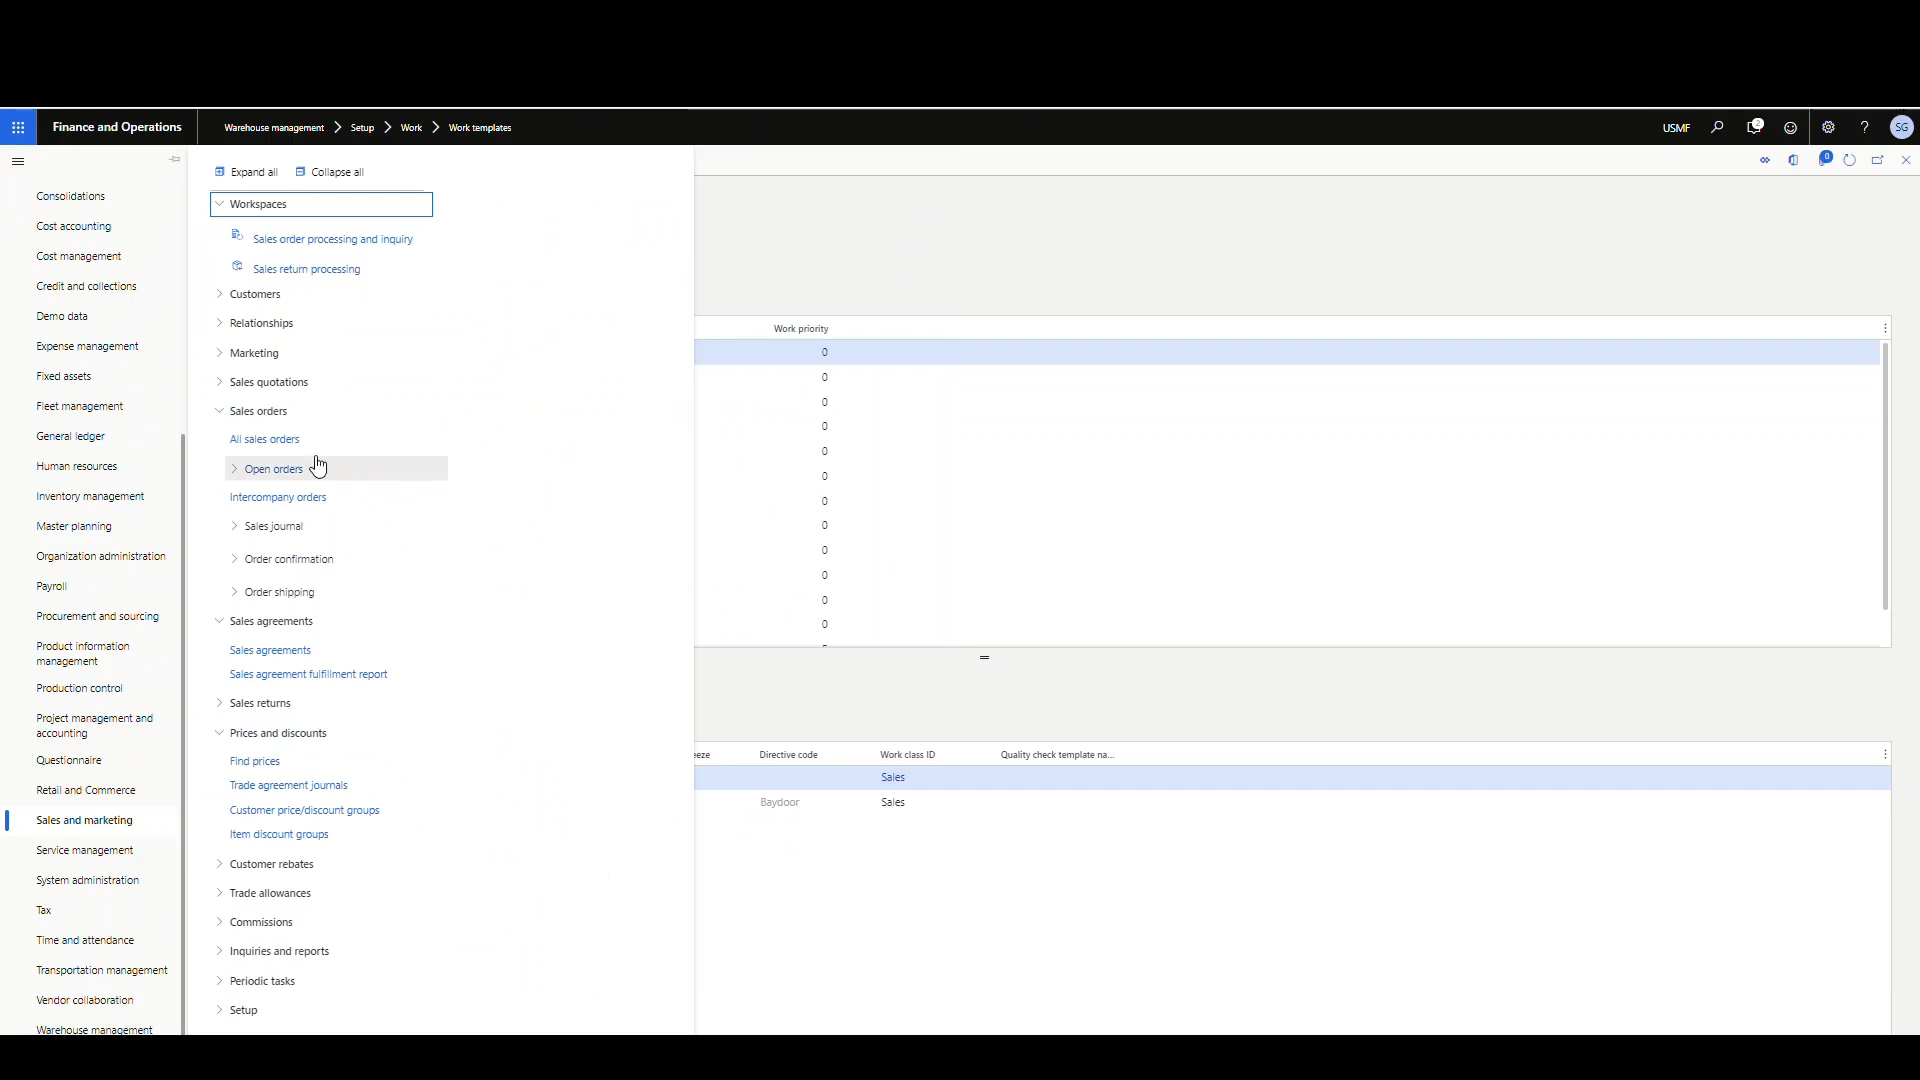 Finance and Operations
Warehouse management > Setup > Work > Work templates
USMF
2
?
SG
0
Expand all
Collapse all
Consolidations
Cost accounting
Cost management
Credit and collections
Demo data
Expense management
Fixed assets
Fleet management
General ledger
Human resources
Inventory management
Master planning
Organization administration
Payroll
Procurement and sourcing
Product information
management
Production control
Project management and
accounting
Questionnaire
Retail and Commerce
Sales and marketing
Service management
System administration
Tax
Time and attendance
Transportation management
Vendor collaboration
Warehouse management
Workspaces
Sales order processing and inquiry
Sales return processing
Customers
Relationships
Marketing
Sales quotations
Sales orders
All sales orders
Open orders
Intercompany orders
Sales journal
Order confirmation
Order shipping
Sales agreements
Sales agreements
Sales agreement fulfillment report
Sales returns
Prices and discounts
Find prices
Trade agreement journals
Customer price/discount groups
Item discount groups
Customer rebates
Trade allowances
Commissions
Inquiries and reports
Periodic tasks
Setup
Work priority
0
0
0
0
0
0
0
0
0
0
0
0
eeze Directive code Work class ID Quality check template na...
Sales
Baydoor Sales